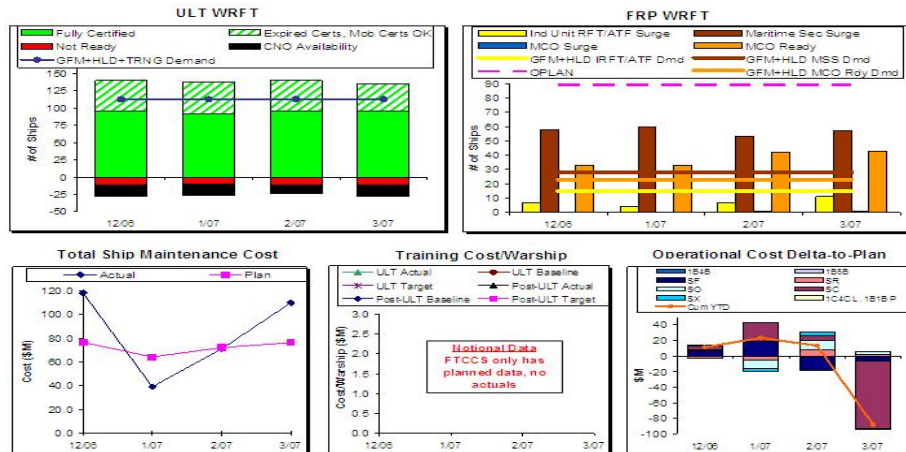 ULT WRFT
Fully Certified
Expired Certs, Mob Certs OK
Not Ready
CNO Availability
GFM+HLD+TRNG Demand
# of Ships
150
125
100
75
50
25
0
-25
-50
12/06
1/07
2/07
3/07
FRP WRFT
Ind Unit RFT/ATF Surge
Maritime Sec Surge
MCO Surge
MCO Ready
GFM+HLD IRFT/ATF Dmd
GFM+HLD MSS Dmd
OPLAN
GFM+HLD MCO Rdy Dmd
# of Ships
90
80
70
60
50
40
30
20
10
0
12/06
1/07
2/07
3/07
Total Ship Maintenance Cost
Actual
Plan
Cost ($M)
120.0
100.0
80.0
60.0
40.0
20.0
0.0
12/06
1/07
2/07
3/07
Training Cost/Warship
ULT Actual
ULT Baseline
ULT Target
Post-ULT Actual
Post-ULT Baseline
Post-ULT Target
Cost/Warship ($M)
3.0
2.5
2.0
1.5
1.0
0.5
0.0
Notional Data
FTCCS only has
planned data, no
actuals
12/06
1/07
2/07
3/07
Operational Cost Delta-to-Plan
1B4B
1B5B
SF
SR
SO
SC
SX
1C4CL, 1B1B P
Cum YTD
$M
40
20
0
-20
-40
-60
-80
-100
12/06
1/07
2/07
3/07